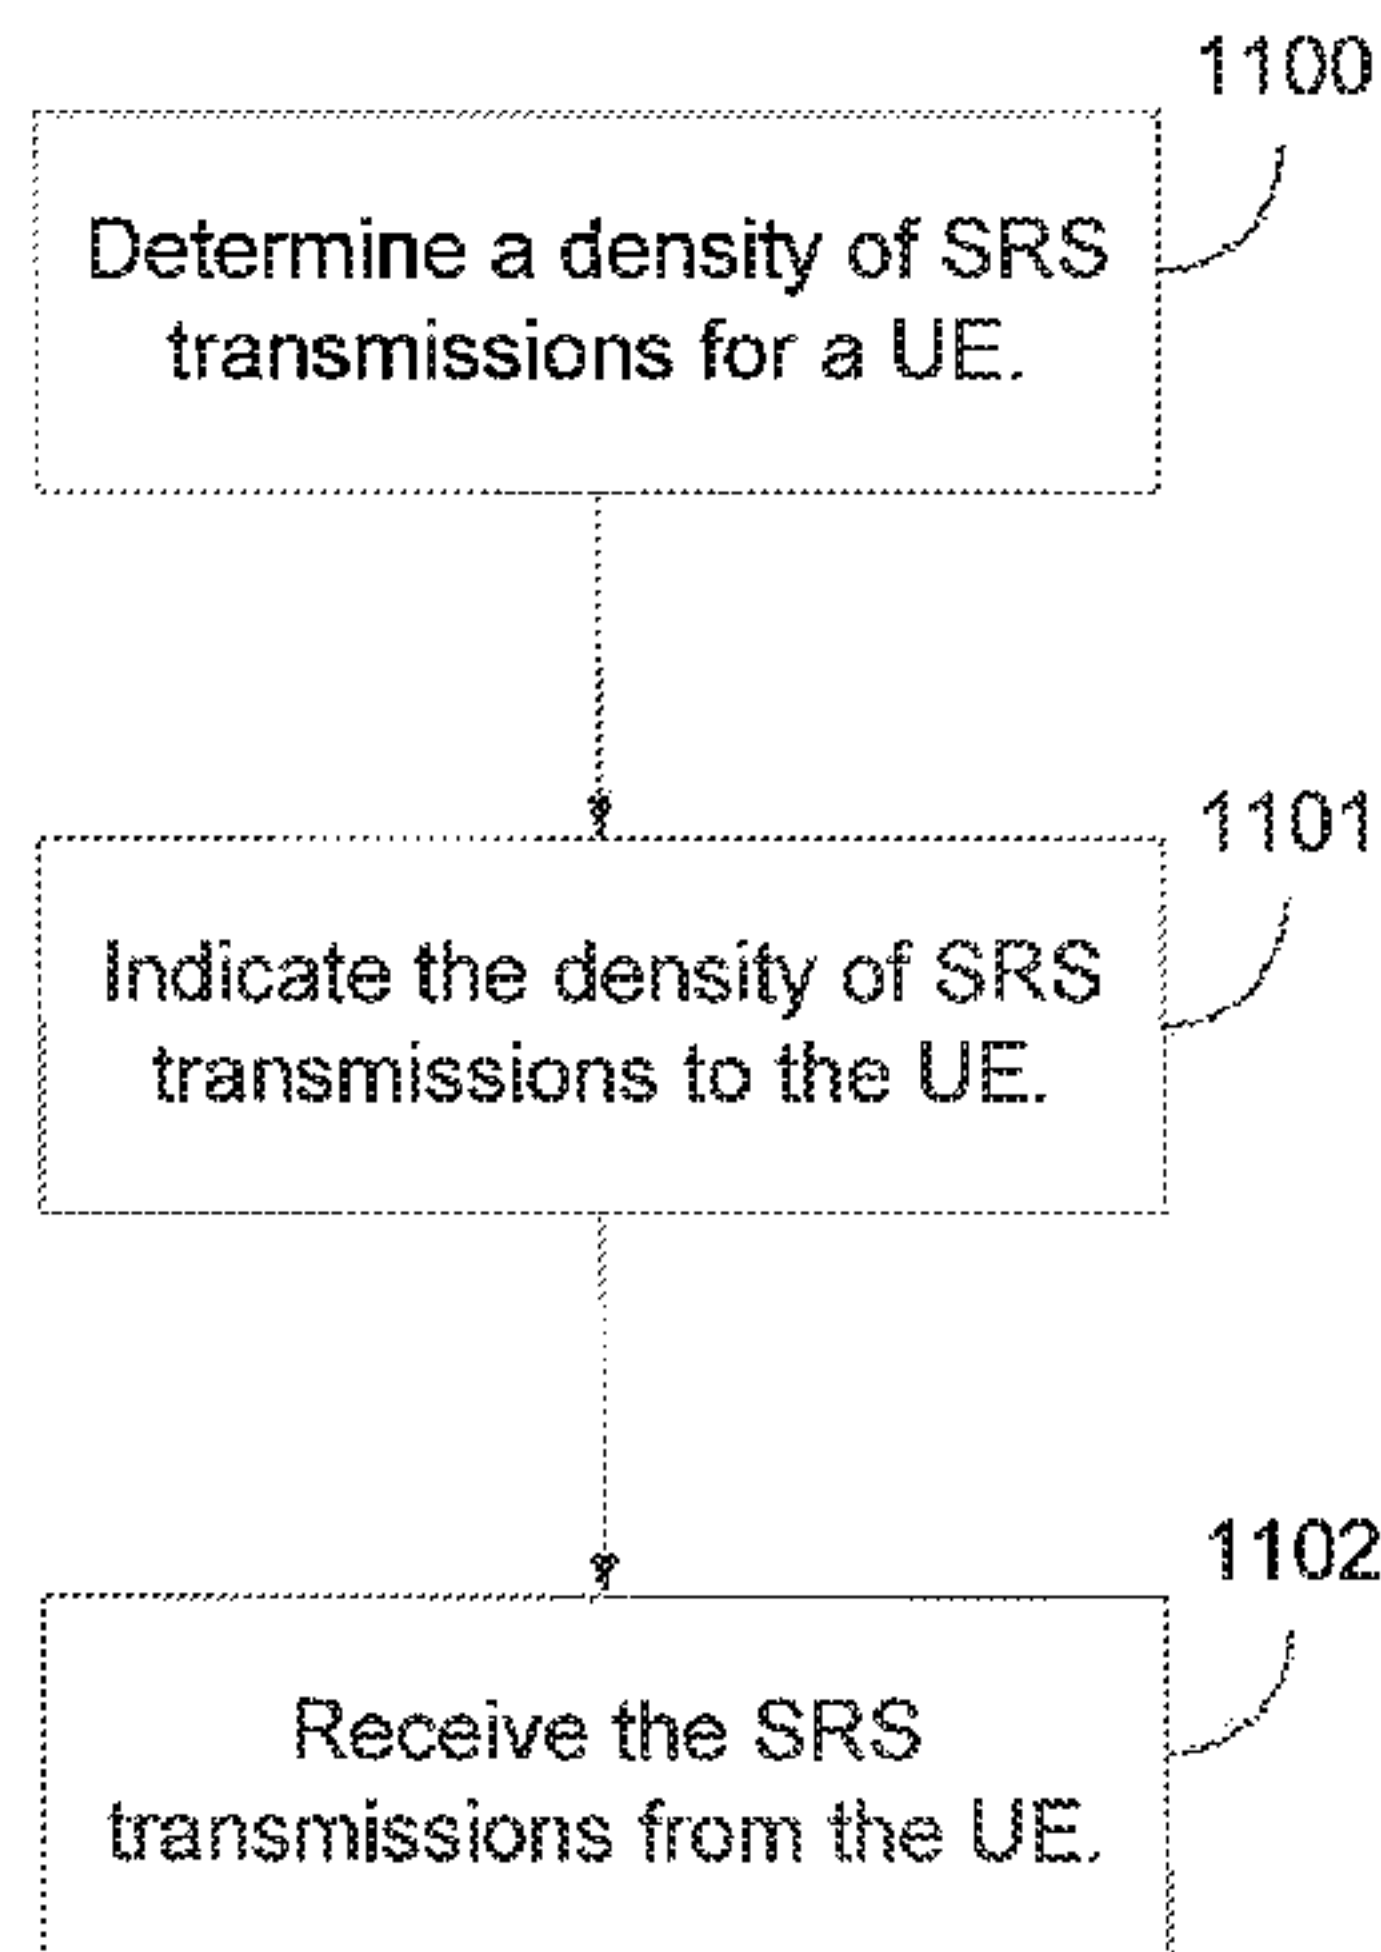 1100
Determine a density of SRS
transmissions for a UE.
1101
Indicate the density of SRS
transmissions to the UE.
1102
Receive the SRS
transmissions from the UE.